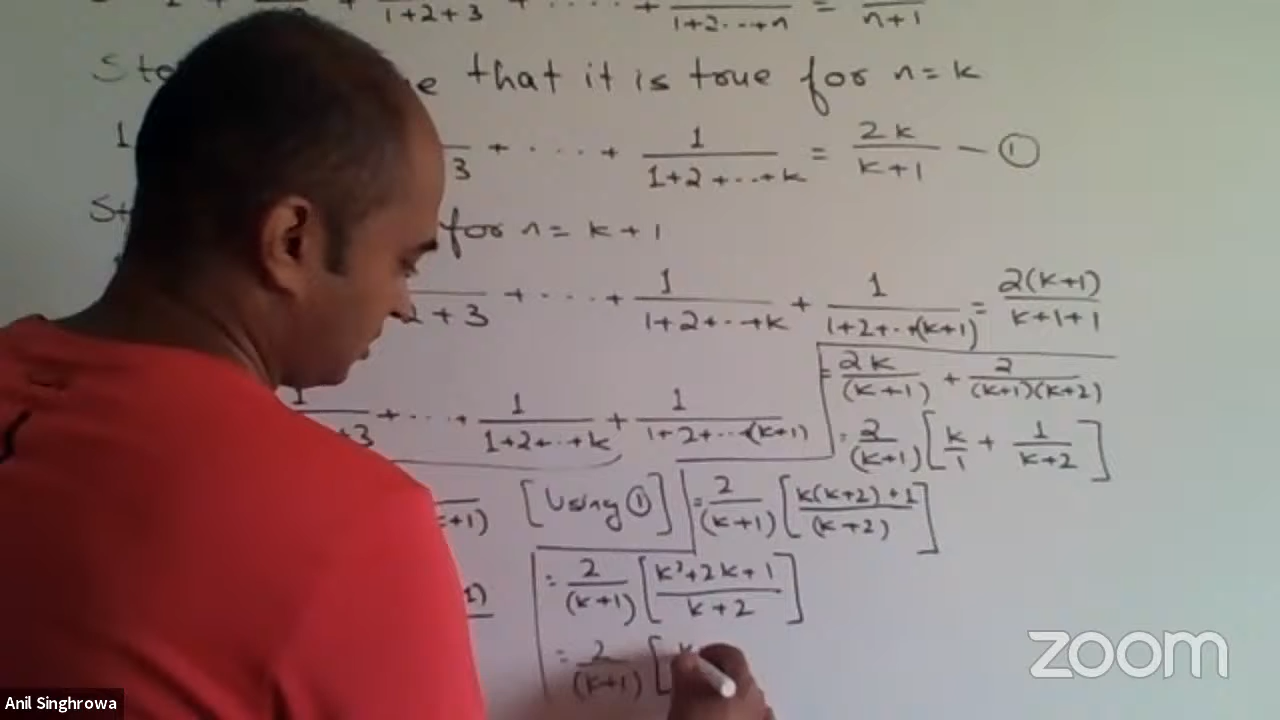 1+2+3 + .... + 1+2...+n = n+1
that it is true for n = k
1 3 + .... + 1/(1+2+...+k) = 2k/(k+1) — ①
for n = k+1
2+3 + ... + 1/(1+2+...+k) + 1/(1+2+...+(k+1)) = 2(k+1)/(k+1+1)
= 2k/(k+1) + 2/((k+1)(k+2))
1/+3 + ... + 1/(1+2+...+k) + 1/(1+2+...+(k+1))
= 2/(k+1) [k/1 + 1/(k+2)]
+1) [Using ①] = 2/(k+1) [(k(k+2)+1)/(k+2)]
= 2/(k+1) [(k²+2k+1)/(k+2)]
= 2/(k+1) [
zoom
Anil Singhrowa